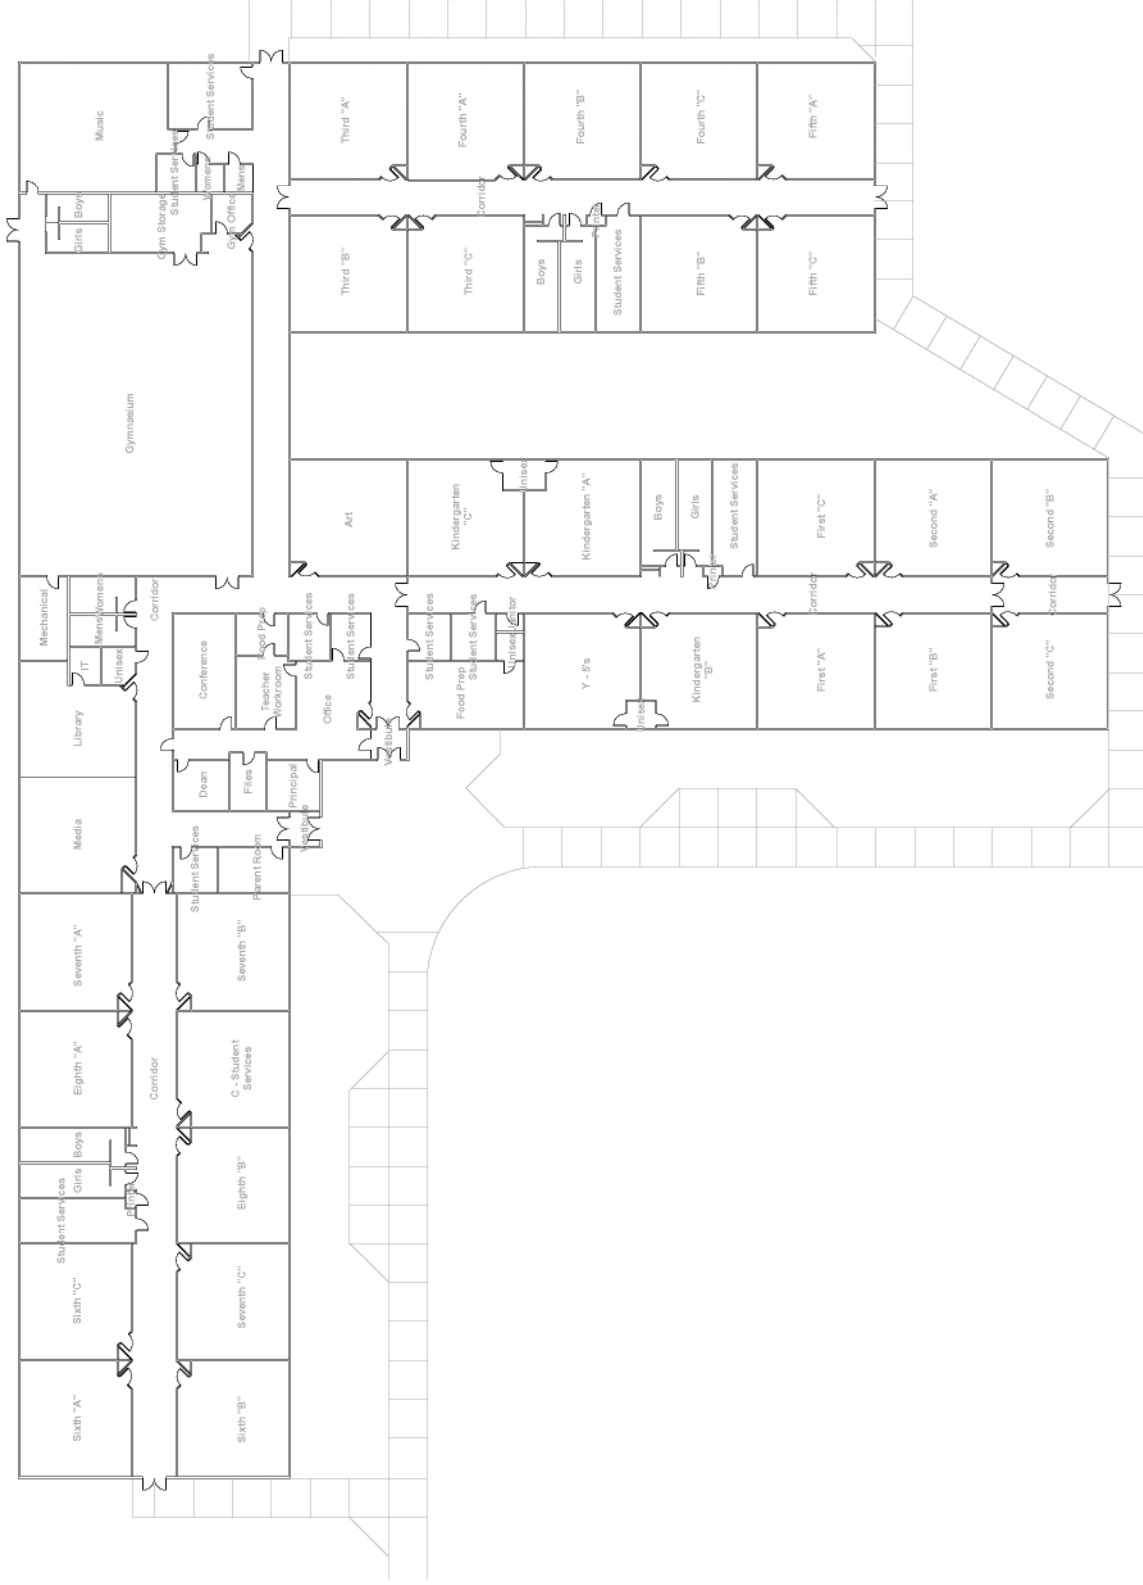 Music
Student Services
Student Services
Womens
Mens
Boys
Girls
Gym Storage
Gym Office
Gymnasium
Third "A"
Fourth "A"
Fourth "B"
Fourth "C"
Fifth "A"
Corridor
Third "B"
Third "C"
Boys
Girls
Printer
Student Services
Fifth "B"
Fifth "C"
Art
Kindergarten
"C"
Unisex
Kindergarten "A"
Boys
Girls
Printer
Student Services
First "C"
Second "A"
Second "B"
Corridor
Corridor
Mechanical
Womens
Mens
IT
Unisex
Corridor
Conference
Food Prep
Teacher
Workroom
Student Services
Student Services
Office
Student Services
Student Services
Janitor
Unisex
Food Prep
Y - 5's
Unisex
Kindergarten
"B"
First "A"
First "B"
Second "C"
Library
Vestibule
Dean
Files
Principal
Media
Vestibule
Student Services
Parent Room
Seventh "A"
Seventh "B"
Eighth "A"
Corridor
C - Student
Services
Boys
Girls
Printer
Student Services
Eighth "B"
Sixth "C"
Seventh "C"
Sixth "A"
Sixth "B"